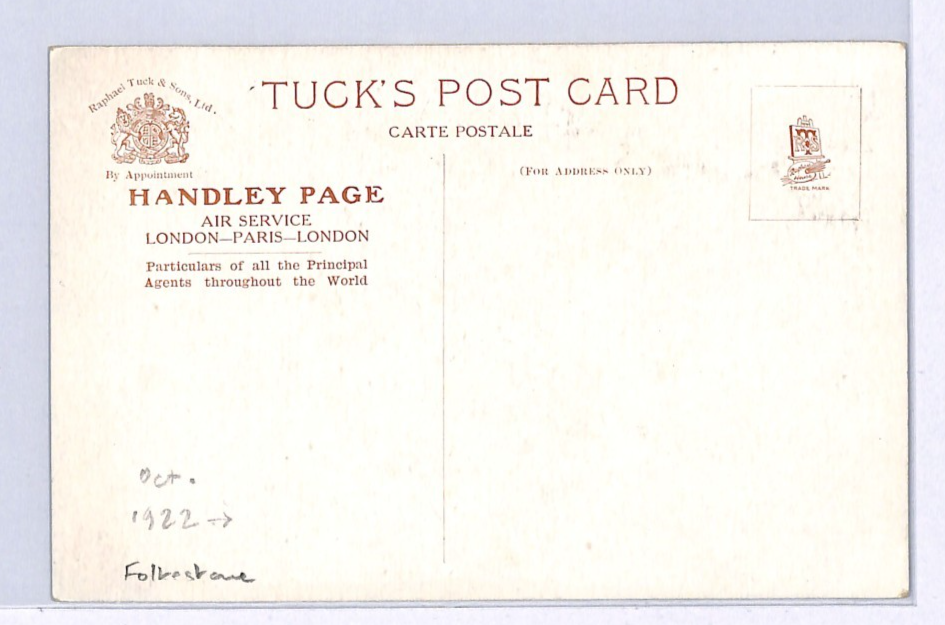 Raphael Tuck & Sons, Ltd.
By Appointment
TUCK'S POST CARD
CARTE POSTALE
(FOR ADDRESS ONLY)
TRADE MARK
HANDLEY PAGE
AIR SERVICE
LONDON—PARIS—LONDON
Particulars of all the Principal
Agents throughout the World
Oct.
1922 →
Folkestone